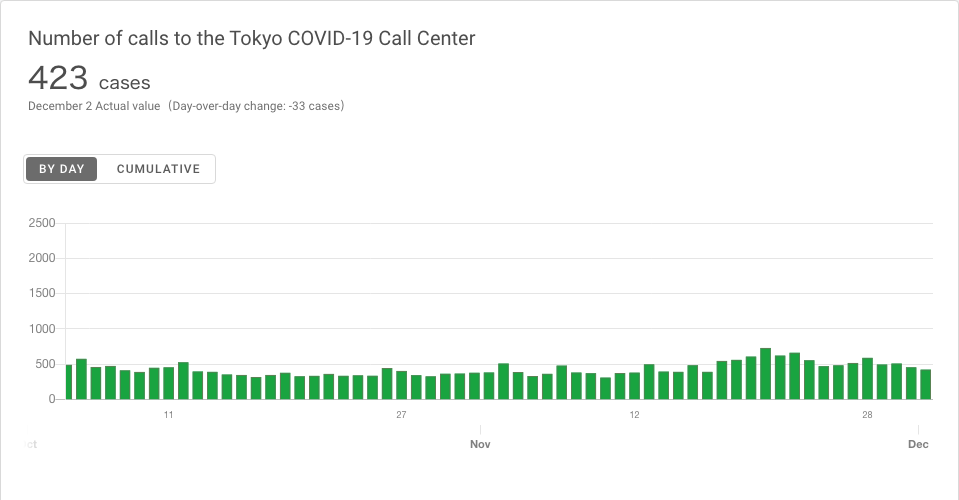 Number of calls to the Tokyo COVID-19 Call Center
423 cases
December 2 Actual value (Day-over-day change: -33 cases)
BY DAY CUMULATIVE
2500
2000
1500
1000
500
0
11 27 12 28
ct Nov Dec